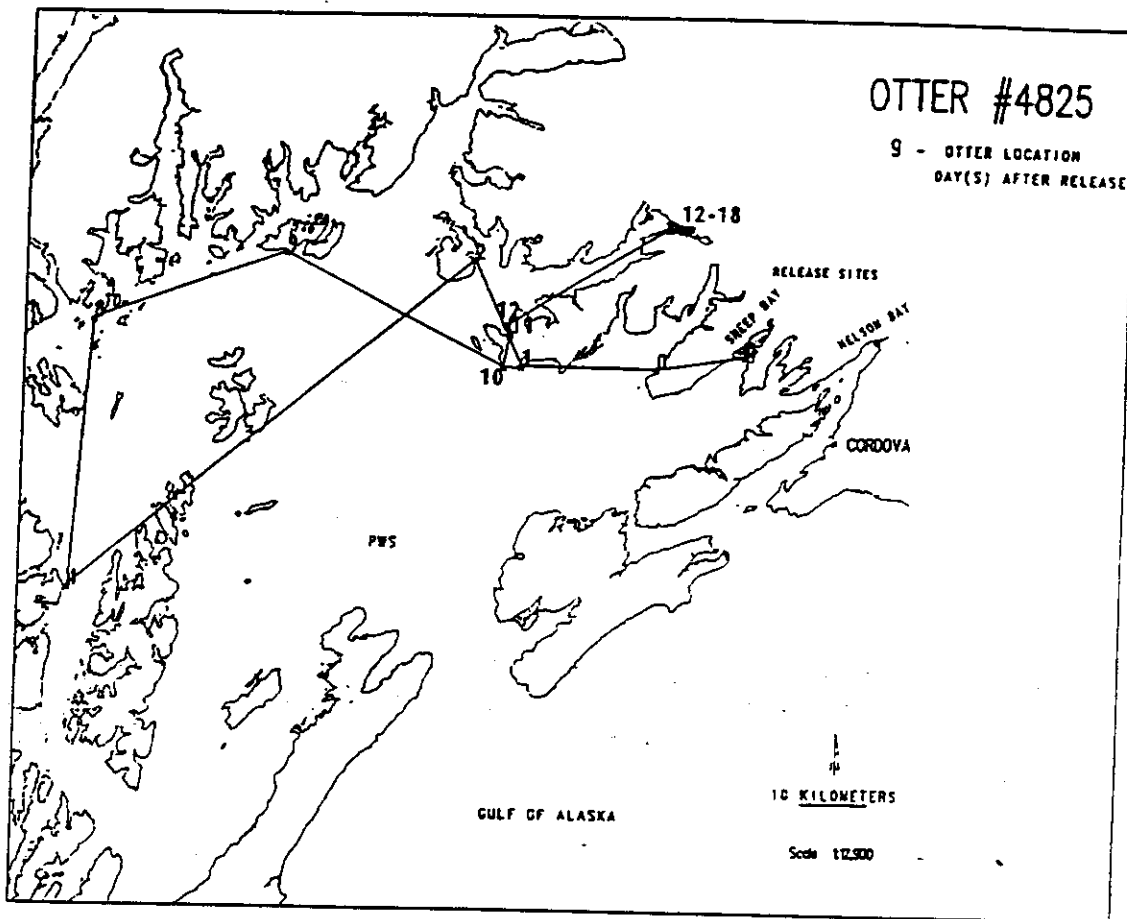 OTTER #4825
9 - OTTER LOCATION
DAY(S) AFTER RELEASE
12-18
RELEASE SITES
SHEEP BAY
NELSON BAY
12
10
1
CORDOVA
PWS
GULF OF ALASKA
10 KILOMETERS